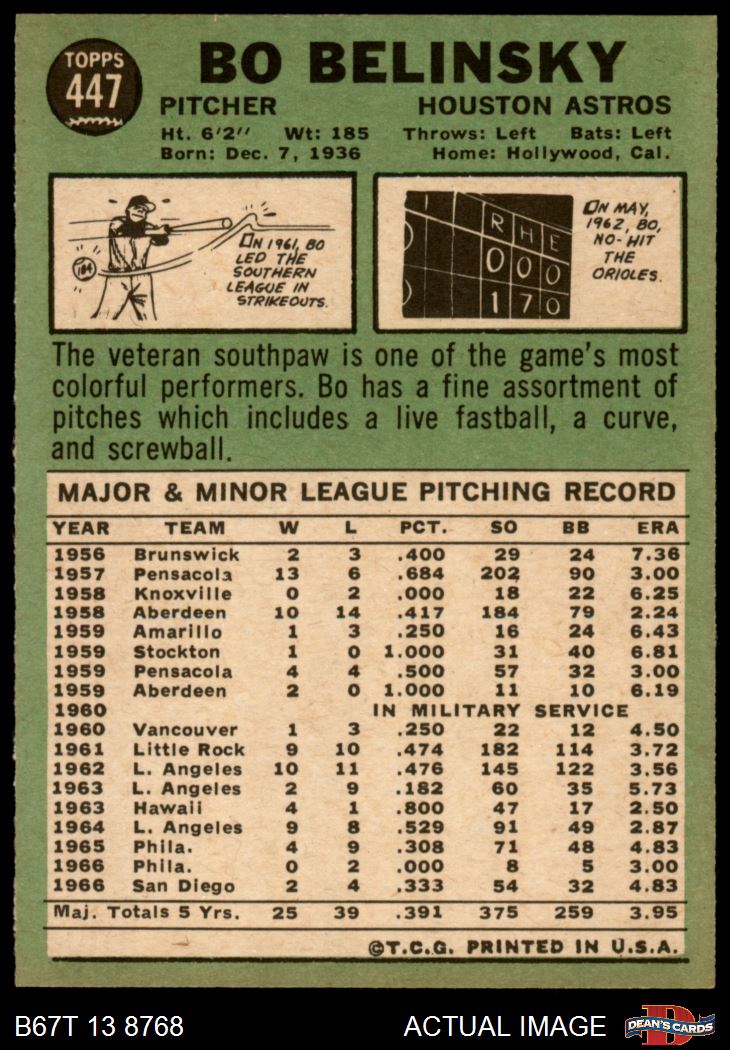 TOPPS
447
BO BELINSKY
PITCHER HOUSTON ASTROS
Ht. 6'2" Wt: 185 Throws: Left Bats: Left
Born: Dec. 7, 1936 Home: Hollywood, Cal.
184
ON 1961, BO
LED THE
SOUTHERN
LEAGUE IN
STRIKEOUTS.
1
R H E
0 0 0
1 7 0
ON MAY,
1962, BO,
NO-HIT
THE
ORIOLES.
The veteran southpaw is one of the game's most
colorful performers. Bo has a fine assortment of
pitches which includes a live fastball, a curve,
and screwball.
MAJOR & MINOR LEAGUE PITCHING RECORD
YEAR TEAM W L PCT. SO BB ERA
1956 Brunswick 2 3 .400 29 24 7.36
1957 Pensacola 13 6 .684 202 90 3.00
1958 Knoxville 0 2 .000 18 22 6.25
1958 Aberdeen 10 14 .417 184 79 2.24
1959 Amarillo 1 3 .250 16 24 6.43
1959 Stockton 1 0 1.000 31 40 6.81
1959 Pensacola 4 4 .500 57 32 3.00
1959 Aberdeen 2 0 1.000 11 10 6.19
1960 IN MILITARY SERVICE
1960 Vancouver 1 3 .250 22 12 4.50
1961 Little Rock 9 10 .474 182 114 3.72
1962 L. Angeles 10 11 .476 145 122 3.56
1963 L. Angeles 2 9 .182 60 35 5.73
1963 Hawaii 4 1 .800 47 17 2.50
1964 L. Angeles 9 8 .529 91 49 2.87
1965 Phila. 4 9 .308 71 48 4.83
1966 Phila. 0 2 .000 8 5 3.00
1966 San Diego 2 4 .333 54 32 4.83
Maj. Totals 5 Yrs. 25 39 .391 375 259 3.95
©T.C.G. PRINTED IN U.S.A.
B67T 13 8768 ACTUAL IMAGE
D
DEAN'S CARDS